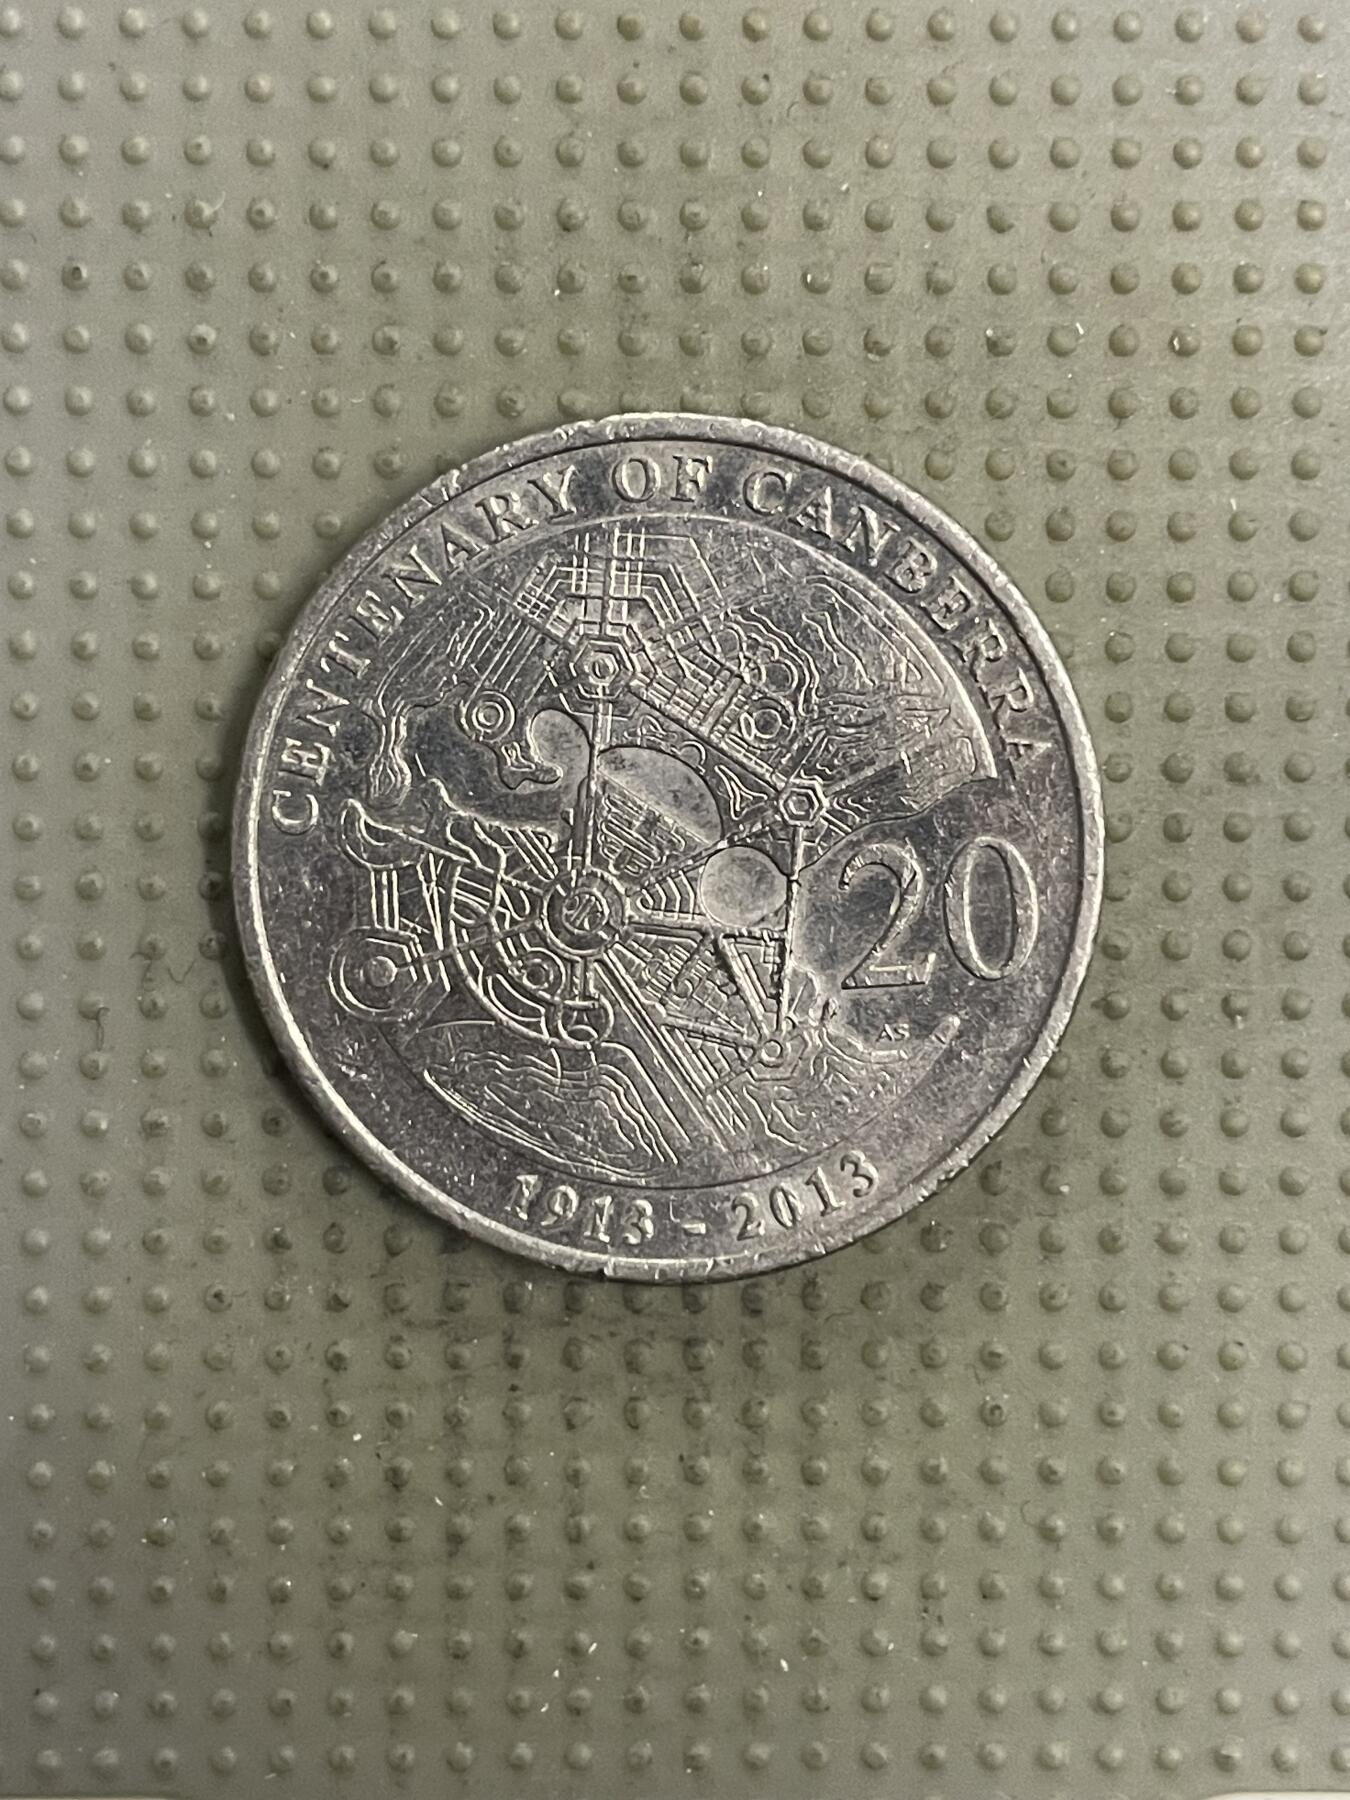 CENTENARY OF CANBERRA
20
AS
1913 - 2013